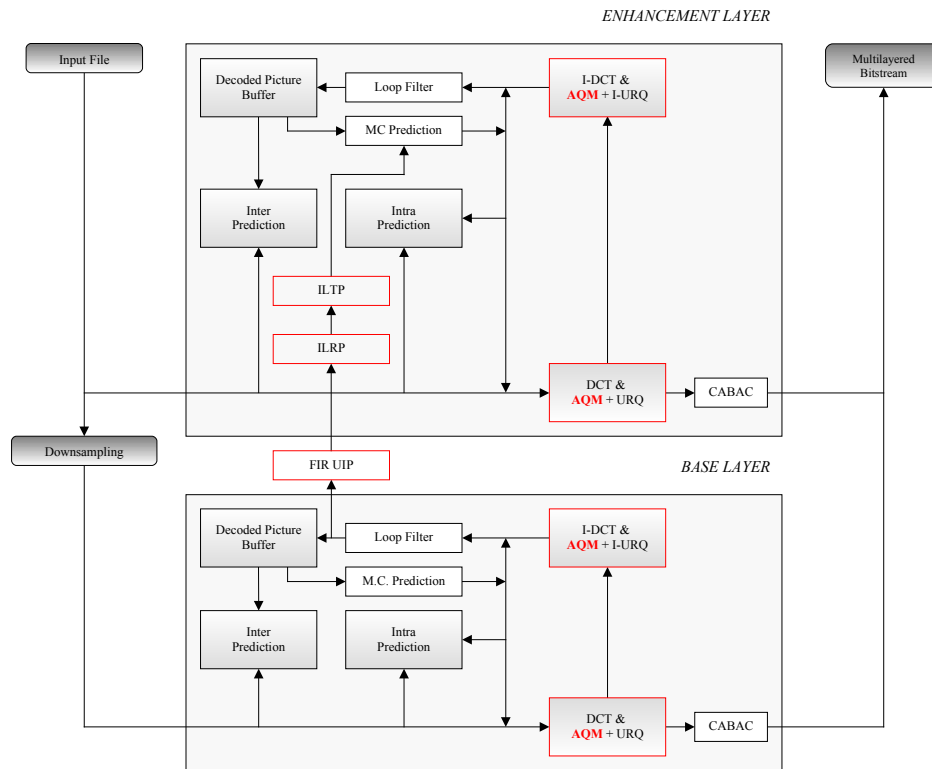 ENHANCEMENT LAYER
Input File
Decoded Picture
Buffer
Loop Filter
I-DCT &
AQM + I-URQ
Multilayered
Bitstream
MC Prediction
Inter
Prediction
Intra
Prediction
ILTP
ILRP
DCT &
AQM + URQ
CABAC
Downsampling
FIR UIP
BASE LAYER
Decoded Picture
Buffer
Loop Filter
I-DCT &
AQM + I-URQ
M.C. Prediction
Inter
Prediction
Intra
Prediction
DCT &
AQM + URQ
CABAC